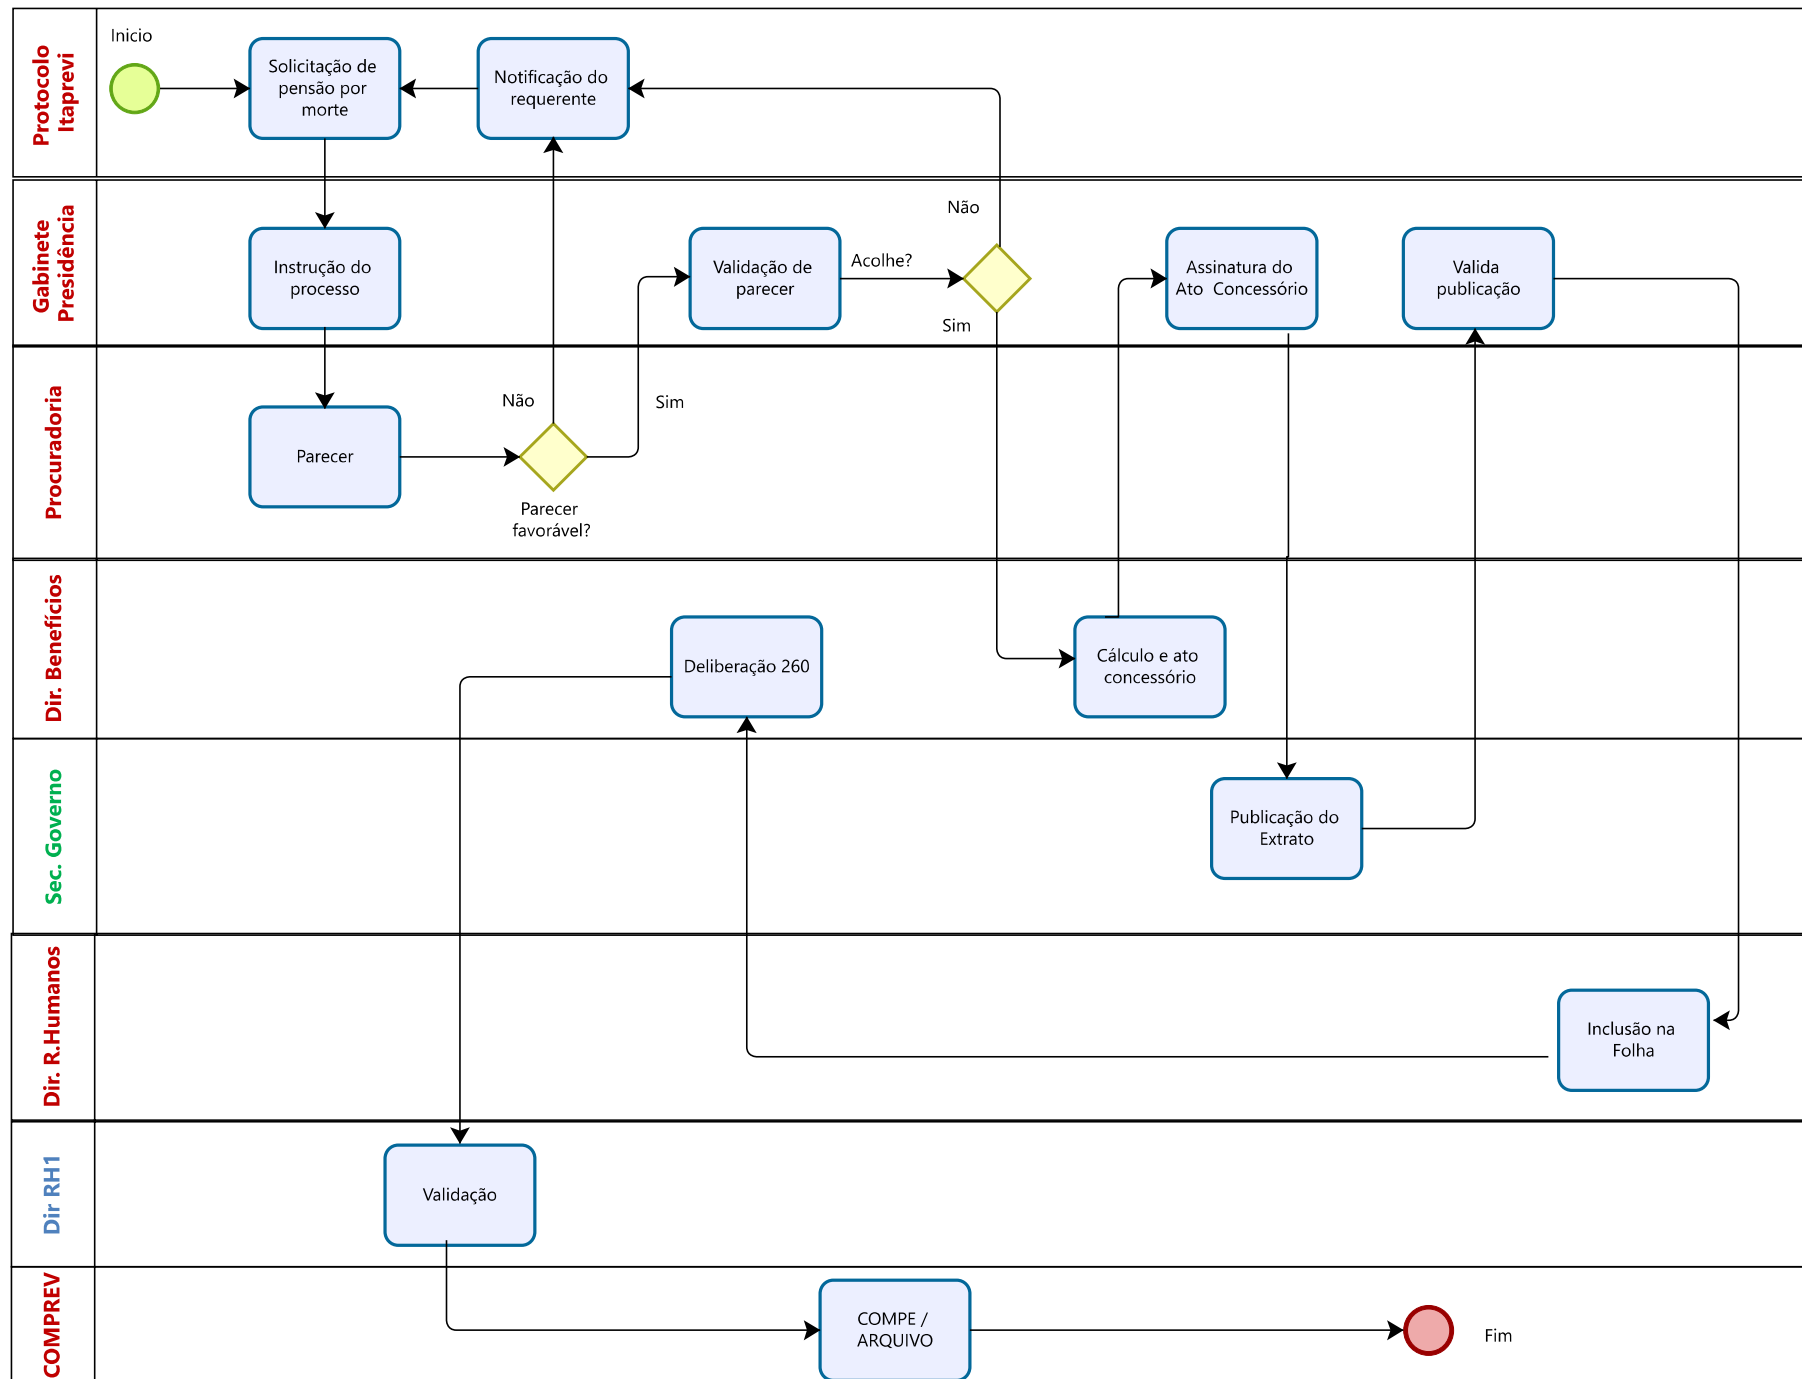 Protocolo
Itaprevi
Inicio
Solicitação de
pensão por
morte
Notificação do
requerente
Gabinete
Presidência
Instrução do
processo
Validação de
parecer
Acolhe?
Não
Sim
Assinatura do
Ato  Concessório
Valida
publicação
Procuradoria
Parecer
Não
Sim
Parecer
favorável?
Dir. Benefícios
Deliberação 260
Cálculo e ato
concessório
Sec. Governo
Publicação do
Extrato
Dir. R.Humanos
Inclusão na
Folha
Dir RH1
Validação
COMPREV
COMPE /
ARQUIVO
Fim